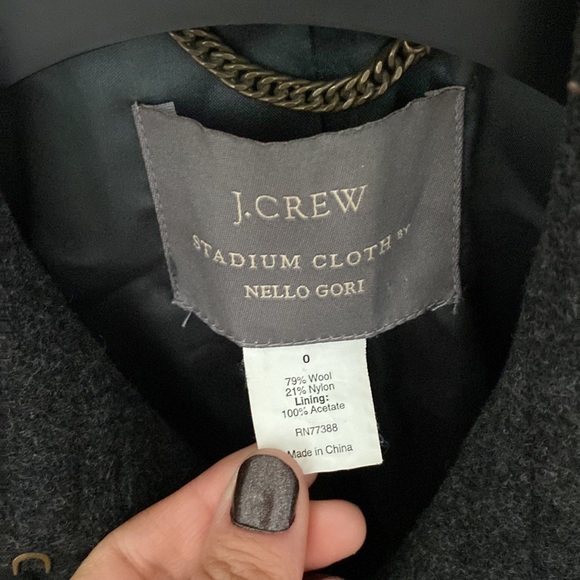 J.CREW
STADIUM CLOTH BY
NELLO GORI
0
79% Wool
21% Nylon
Lining:
100% Acetate
RN77388
Made in China